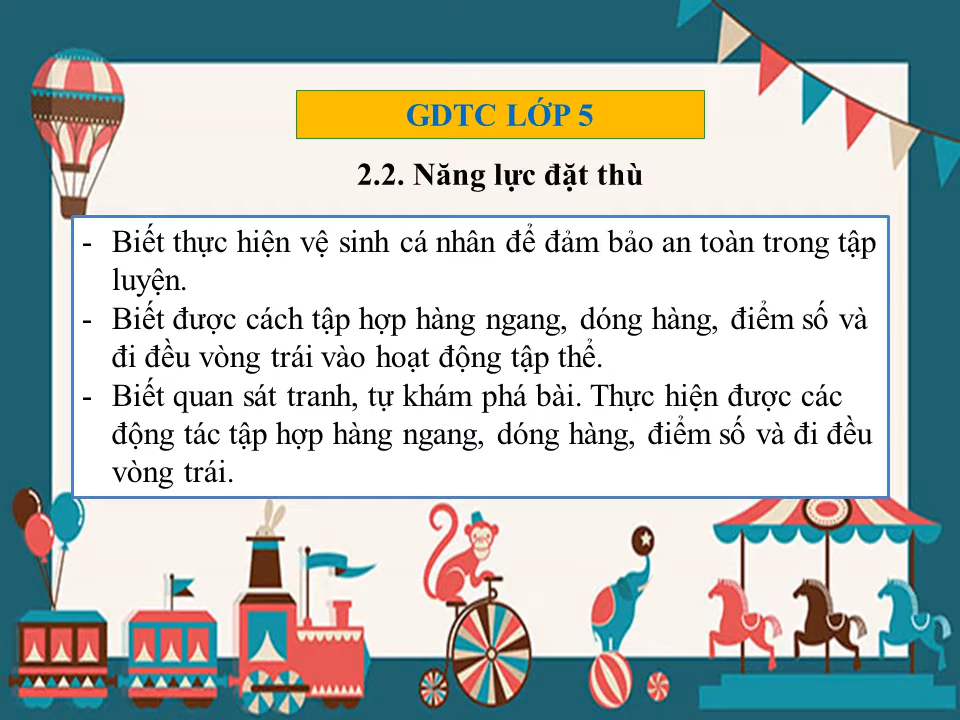 GDTC LỚP 5
2.2. Năng lực đặt thù
- Biết thực hiện vệ sinh cá nhân để đảm bảo an toàn trong tập
luyện.
- Biết được cách tập hợp hàng ngang, dóng hàng, điểm số và
đi đều vòng trái vào hoạt động tập thể.
- Biết quan sát tranh, tự khám phá bài. Thực hiện được các
động tác tập hợp hàng ngang, dóng hàng, điểm số và đi đều
vòng trái.